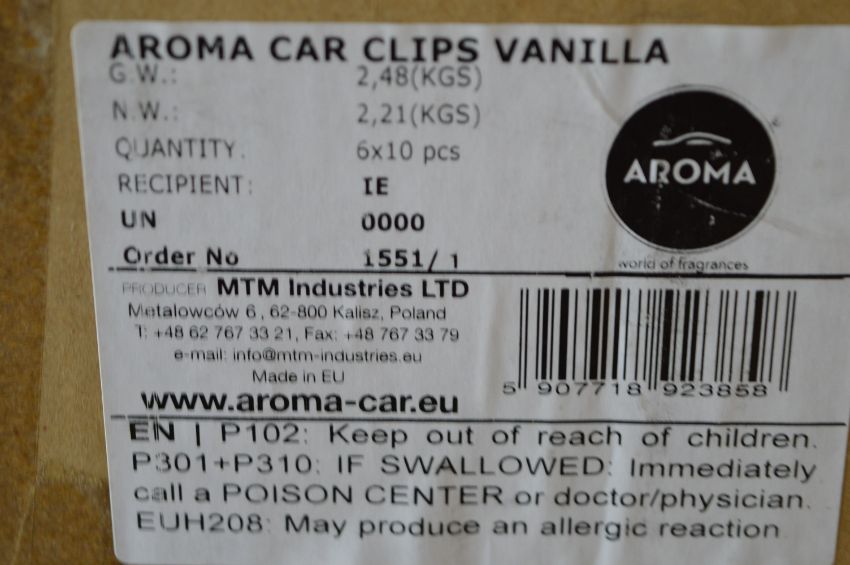 AROMA CAR CLIPS VANILLA
G.W.: 2,48(KGS)
N.W.: 2,21(KGS)
QUANTITY. 6x10 pcs
RECIPIENT: IE
UN 0000
Order No 1551/ 1
AROMA
world of fragrances
PRODUCER MTM Industries LTD
Metalowców 6 , 62-800 Kalisz, Poland
T: +48 62 767 33 21, Fax: +48 767 33 79
e-mail: info@mtm-industries.eu
Made in EU
www.aroma-car.eu
5 907718 923858
EN | P102: Keep out of reach of children.
P301+P310: IF SWALLOWED: Immediately
call a POISON CENTER or doctor/physician.
EUH208: May produce an allergic reaction.